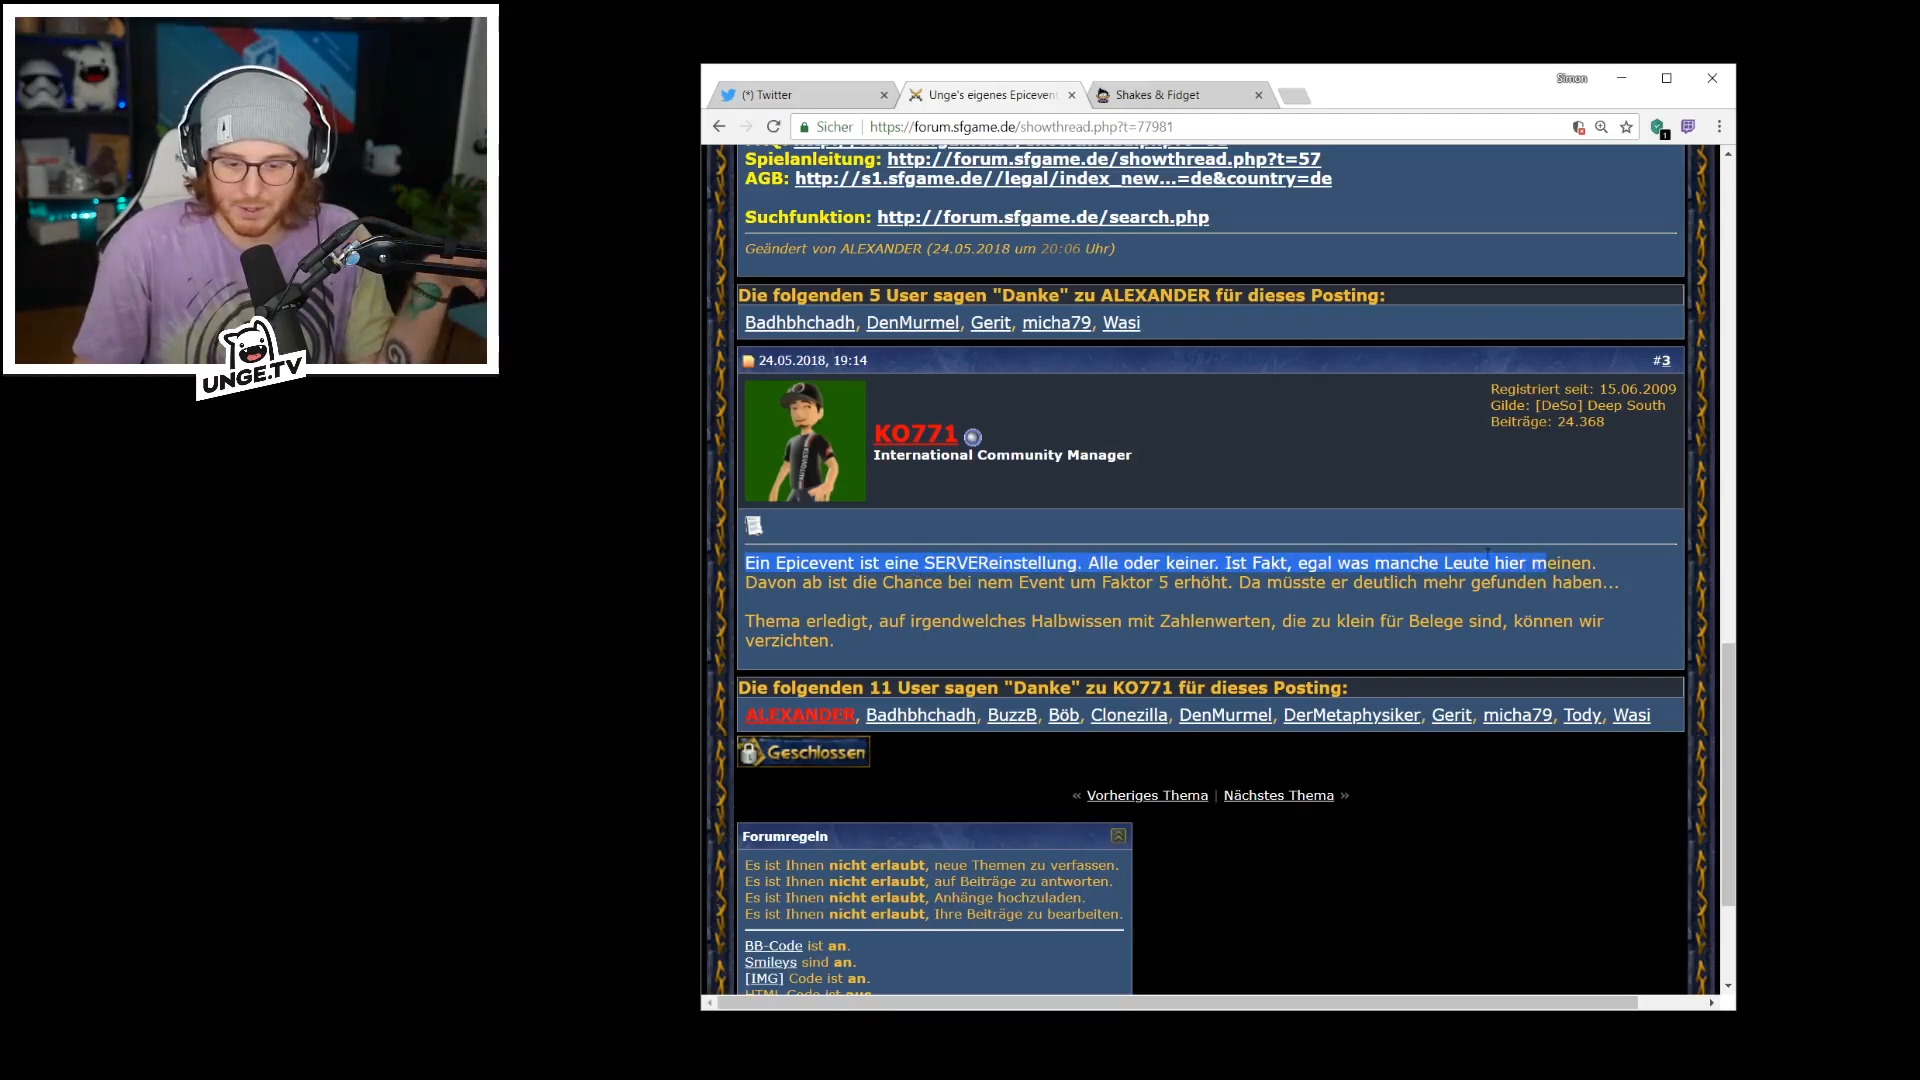 UNGE.TV
Simon
(*) Twitter
Unge's eigenes Epicevent
Shakes & Fidget
Sicher
https://forum.sfgame.de/showthread.php?t=77981
Spielanleitung: http://forum.sfgame.de/showthread.php?t=57
AGB: http://s1.sfgame.de//legal/index_new...=de&country=de
Suchfunktion: http://forum.sfgame.de/search.php
Geändert von ALEXANDER (24.05.2018 um 20:06 Uhr)
Die folgenden 5 User sagen "Danke" zu ALEXANDER für dieses Posting:
Badhbhchadh, DenMurmel, Gerit, micha79, Wasi
24.05.2018, 19:14
#3
KO771
International Community Manager
Registriert seit: 15.06.2009
Gilde: [DeSo] Deep South
Beiträge: 24.368
Ein Epicevent ist eine SERVEReinstellung. Alle oder keiner. Ist Fakt, egal was manche Leute hier meinen.
Davon ab ist die Chance bei nem Event um Faktor 5 erhöht. Da müsste er deutlich mehr gefunden haben...
Thema erledigt, auf irgendwelches Halbwissen mit Zahlenwerten, die zu klein für Belege sind, können wir
verzichten.
Die folgenden 11 User sagen "Danke" zu KO771 für dieses Posting:
ALEXANDER, Badhbhchadh, BuzzB, Böb, Clonezilla, DenMurmel, DerMetaphysiker, Gerit, micha79, Tody, Wasi
Geschlossen
« Vorheriges Thema | Nächstes Thema »
Forumregeln
Es ist Ihnen nicht erlaubt, neue Themen zu verfassen.
Es ist Ihnen nicht erlaubt, auf Beiträge zu antworten.
Es ist Ihnen nicht erlaubt, Anhänge hochzuladen.
Es ist Ihnen nicht erlaubt, Ihre Beiträge zu bearbeiten.
BB-Code ist an.
Smileys sind an.
[IMG] Code ist an.
HTML-Code ist aus.